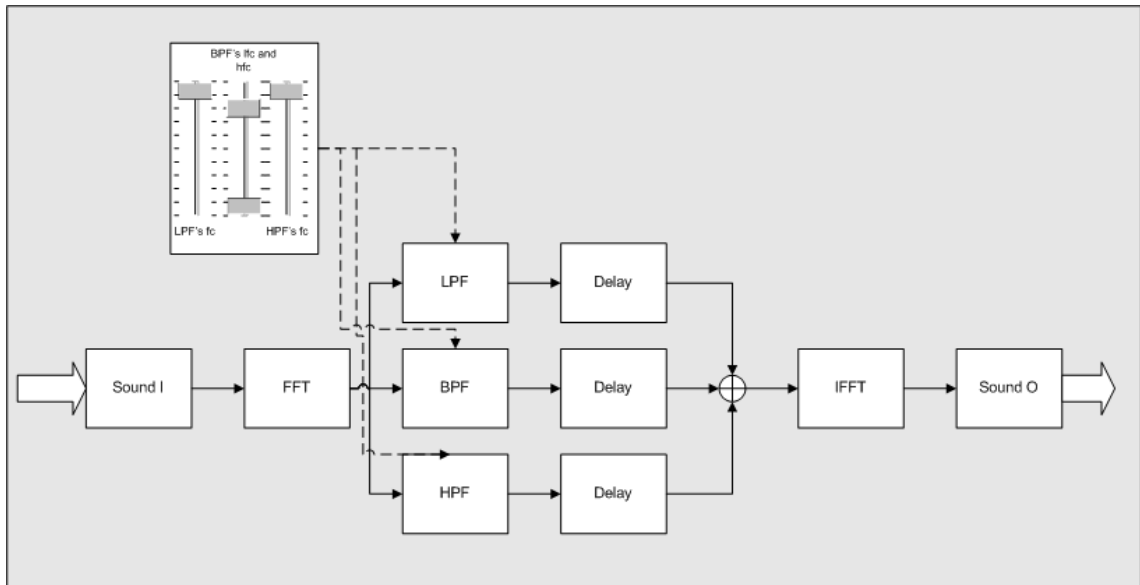 BPF's lfc and
hfc
LPF's fc
HPF's fc
LPF
Delay
Sound I
FFT
BPF
Delay
IFFT
Sound O
HPF
Delay